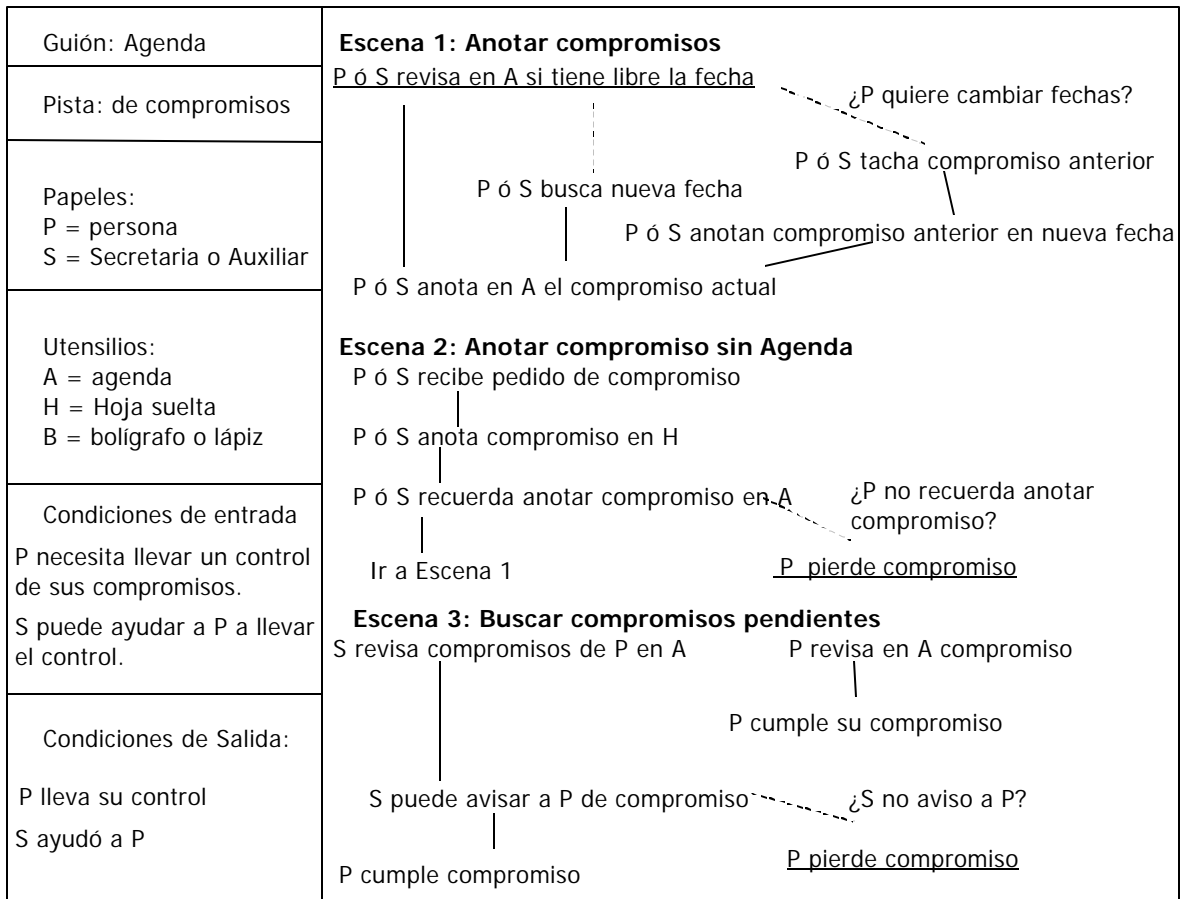 Guión: Agenda
Pista: de compromisos
Papeles:
P = persona
S = Secretaria o Auxiliar
Utensilios:
A = agenda
H = Hoja suelta
B = bolígrafo o lápiz
Condiciones de entrada
P necesita llevar un control
de sus compromisos.
S puede ayudar a P a llevar
el control.
Condiciones de Salida:
P lleva su control
S ayudó a P
Escena 1: Anotar compromisos
P ó S revisa en A si tiene libre la fecha
¿P quiere cambiar fechas?
P ó S tacha compromiso anterior
P ó S busca nueva fecha
P ó S anotan compromiso anterior en nueva fecha
P ó S anota en A el compromiso actual
Escena 2: Anotar compromiso sin Agenda
P ó S recibe pedido de compromiso
P ó S anota compromiso en H
P ó S recuerda anotar compromiso en A
¿P no recuerda anotar
compromiso?
Ir a Escena 1
P pierde compromiso
Escena 3: Buscar compromisos pendientes
S revisa compromisos de P en A
P revisa en A compromiso
P cumple su compromiso
S puede avisar a P de compromiso
¿S no aviso a P?
P pierde compromiso
P cumple compromiso